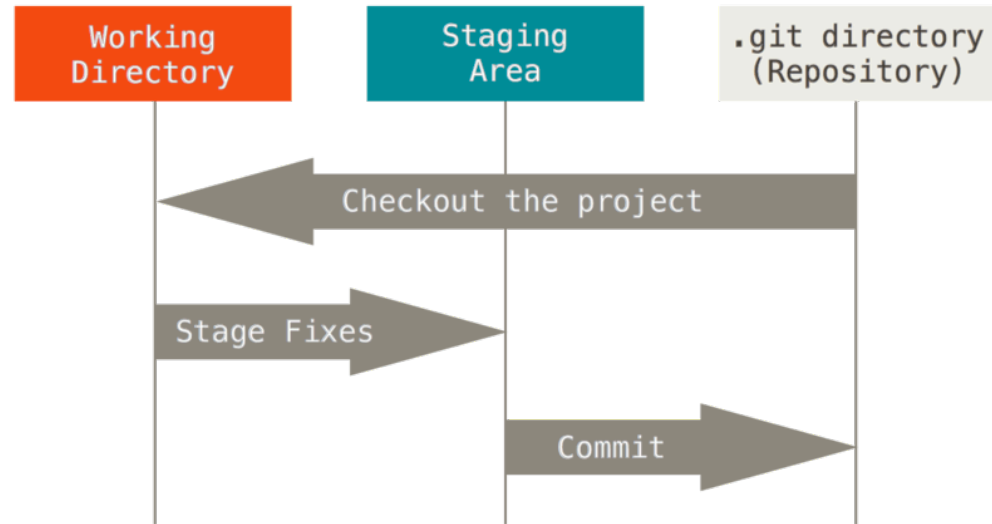 Working
Directory
Staging
Area
.git directory
(Repository)
Checkout the project
Stage Fixes
Commit